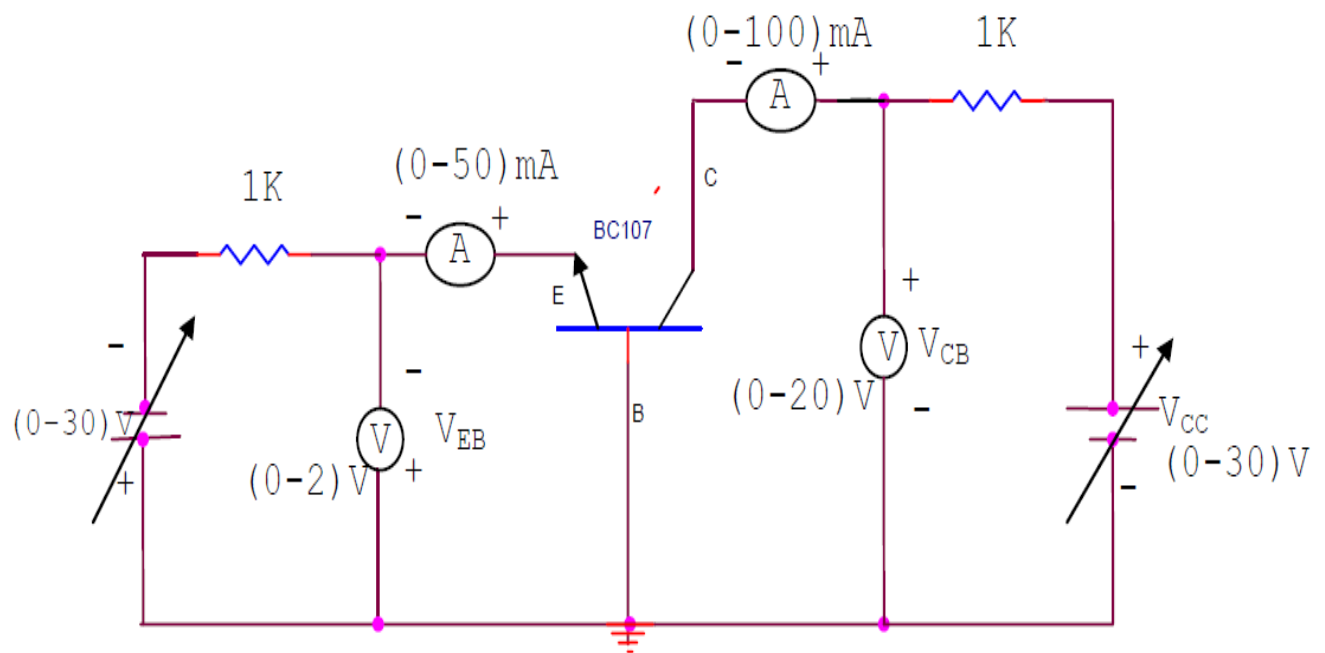 (0-100)mA
1K
- +
A
(0-50)mA
C
1K
BC107
- +
A
E
+
-
-
V
V_CB
+
(0-30)V
V
V_EB
(0-20)V
-
B
V_CC
(0-2)V
+
(0-30)V
+
-